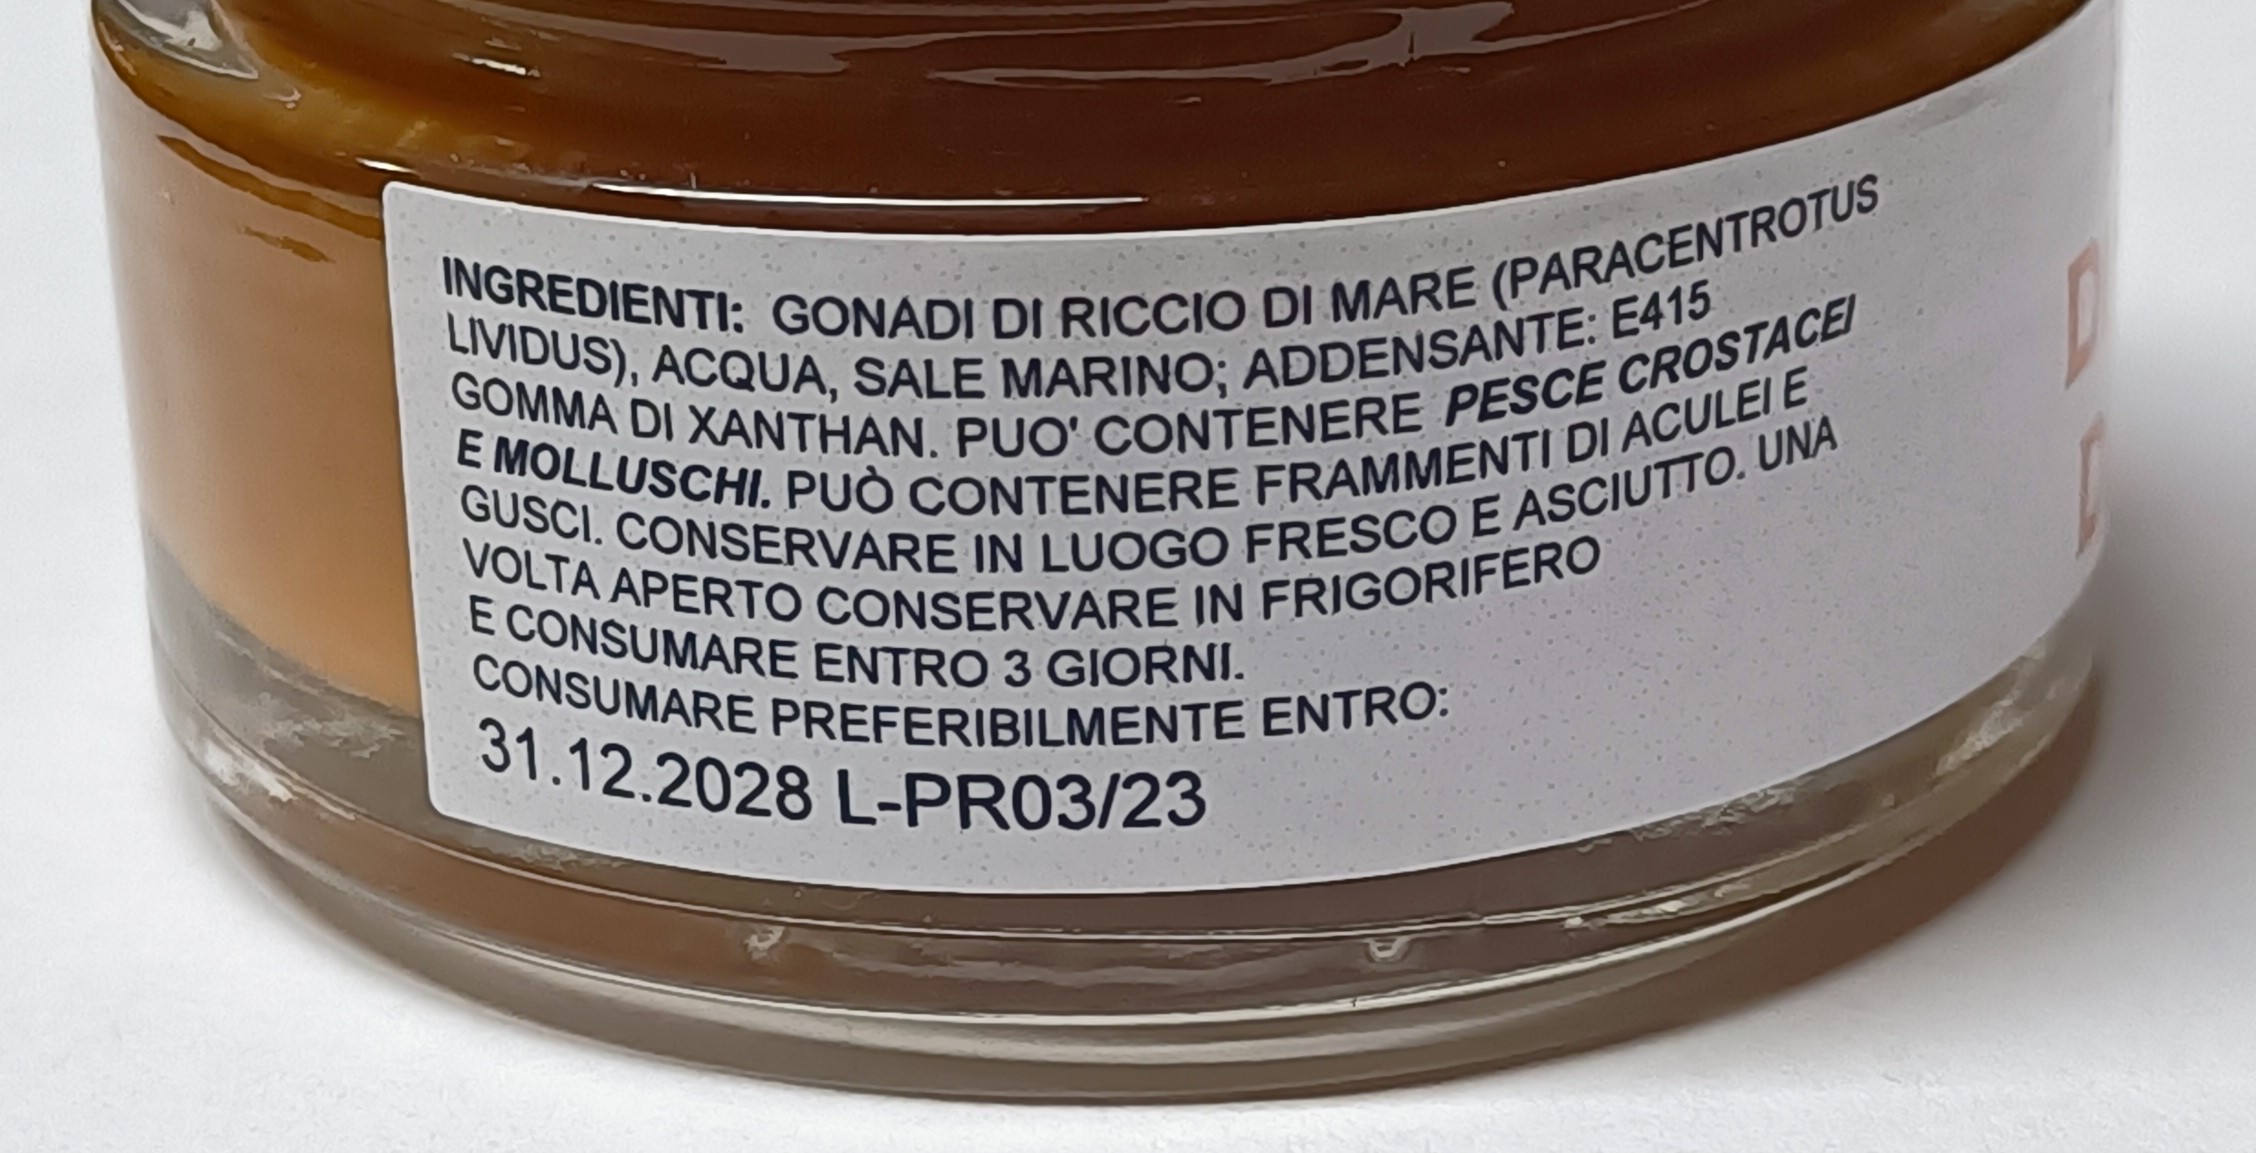 INGREDIENTI: GONADI DI RICCIO DI MARE (PARACENTROTUS
LIVIDUS), ACQUA, SALE MARINO; ADDENSANTE: E415
GOMMA DI XANTHAN. PUO' CONTENERE PESCE CROSTACEI
E MOLLUSCHI. PUÒ CONTENERE FRAMMENTI DI ACULEI E
GUSCI. CONSERVARE IN LUOGO FRESCO E ASCIUTTO. UNA
VOLTA APERTO CONSERVARE IN FRIGORIFERO
E CONSUMARE ENTRO 3 GIORNI.
CONSUMARE PREFERIBILMENTE ENTRO:
31.12.2028 L-PR03/23